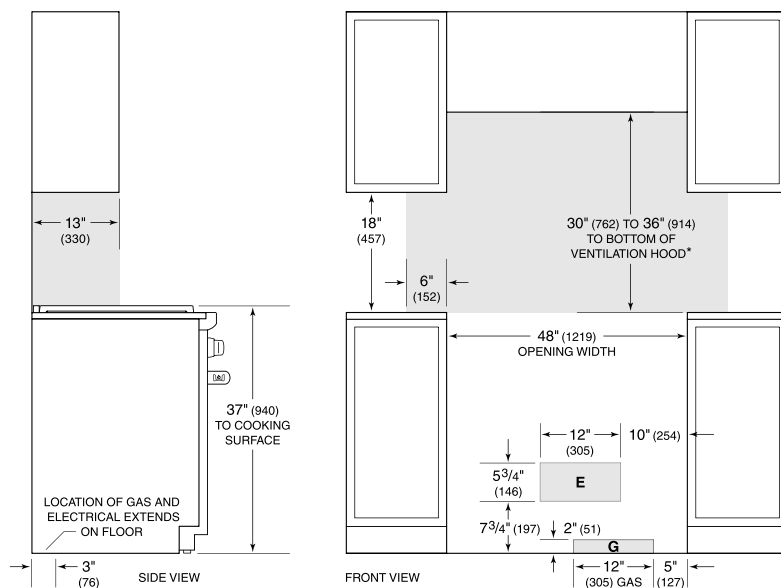 13"
(330)
37" (940)
TO COOKING
SURFACE
LOCATION OF GAS AND
ELECTRICAL EXTENDS
ON FLOOR
3"
(76)
SIDE VIEW
18"
(457)
30" (762) TO 36" (914)
TO BOTTOM OF
VENTILATION HOOD*
6"
(152)
48" (1219)
OPENING WIDTH
12"
(305)
10" (254)
5 3/4"
(146)
E
7 3/4" (197)
2" (51)
G
12"
(305) GAS
5"
(127)
FRONT VIEW